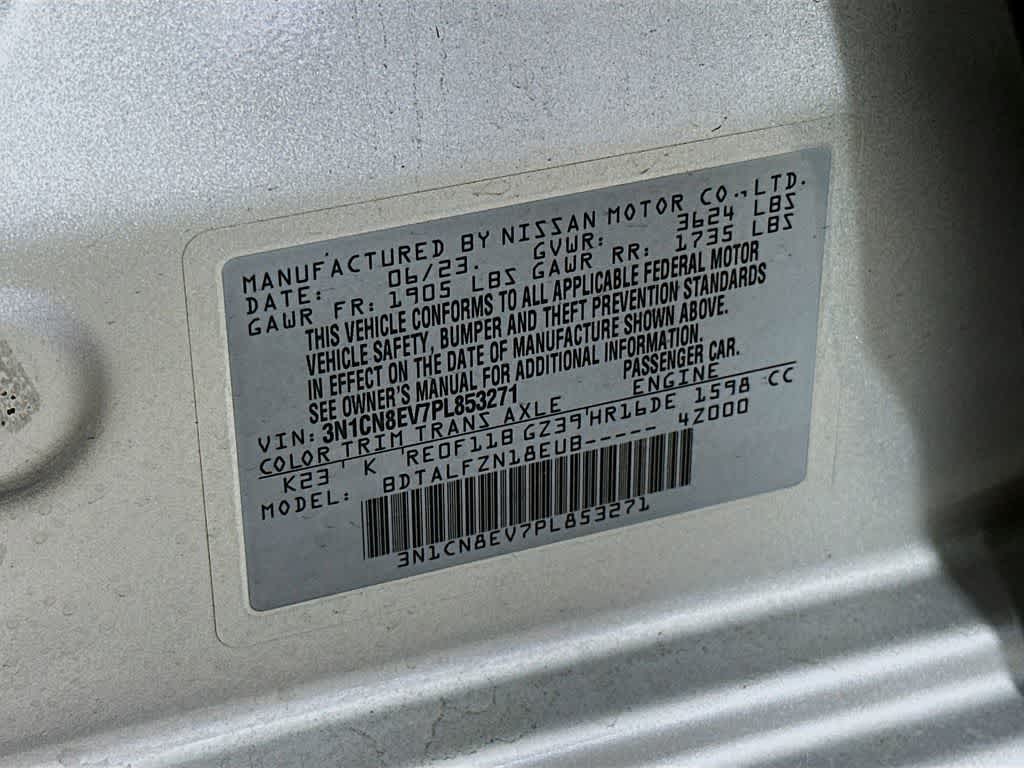 MANUFACTURED BY NISSAN MOTOR CO.,LTD.
DATE: 06/23. GVWR: 3624 LBS
GAWR FR: 1905 LBS GAWR RR: 1735 LBS
THIS VEHICLE CONFORMS TO ALL APPLICABLE FEDERAL MOTOR
VEHICLE SAFETY, BUMPER AND THEFT PREVENTION STANDARDS
IN EFFECT ON THE DATE OF MANUFACTURE SHOWN ABOVE.
SEE OWNER'S MANUAL FOR ADDITIONAL INFORMATION.
VIN: 3N1CN8EV7PL853271 PASSENGER CAR.
COLOR TRIM TRANS AXLE ENGINE
K23 ' K 'RE0F11B GZ39'HR16DE 1598 CC
MODEL: BDTALFZN18EUB----- 4Z000
3N1CN8EV7PL853271